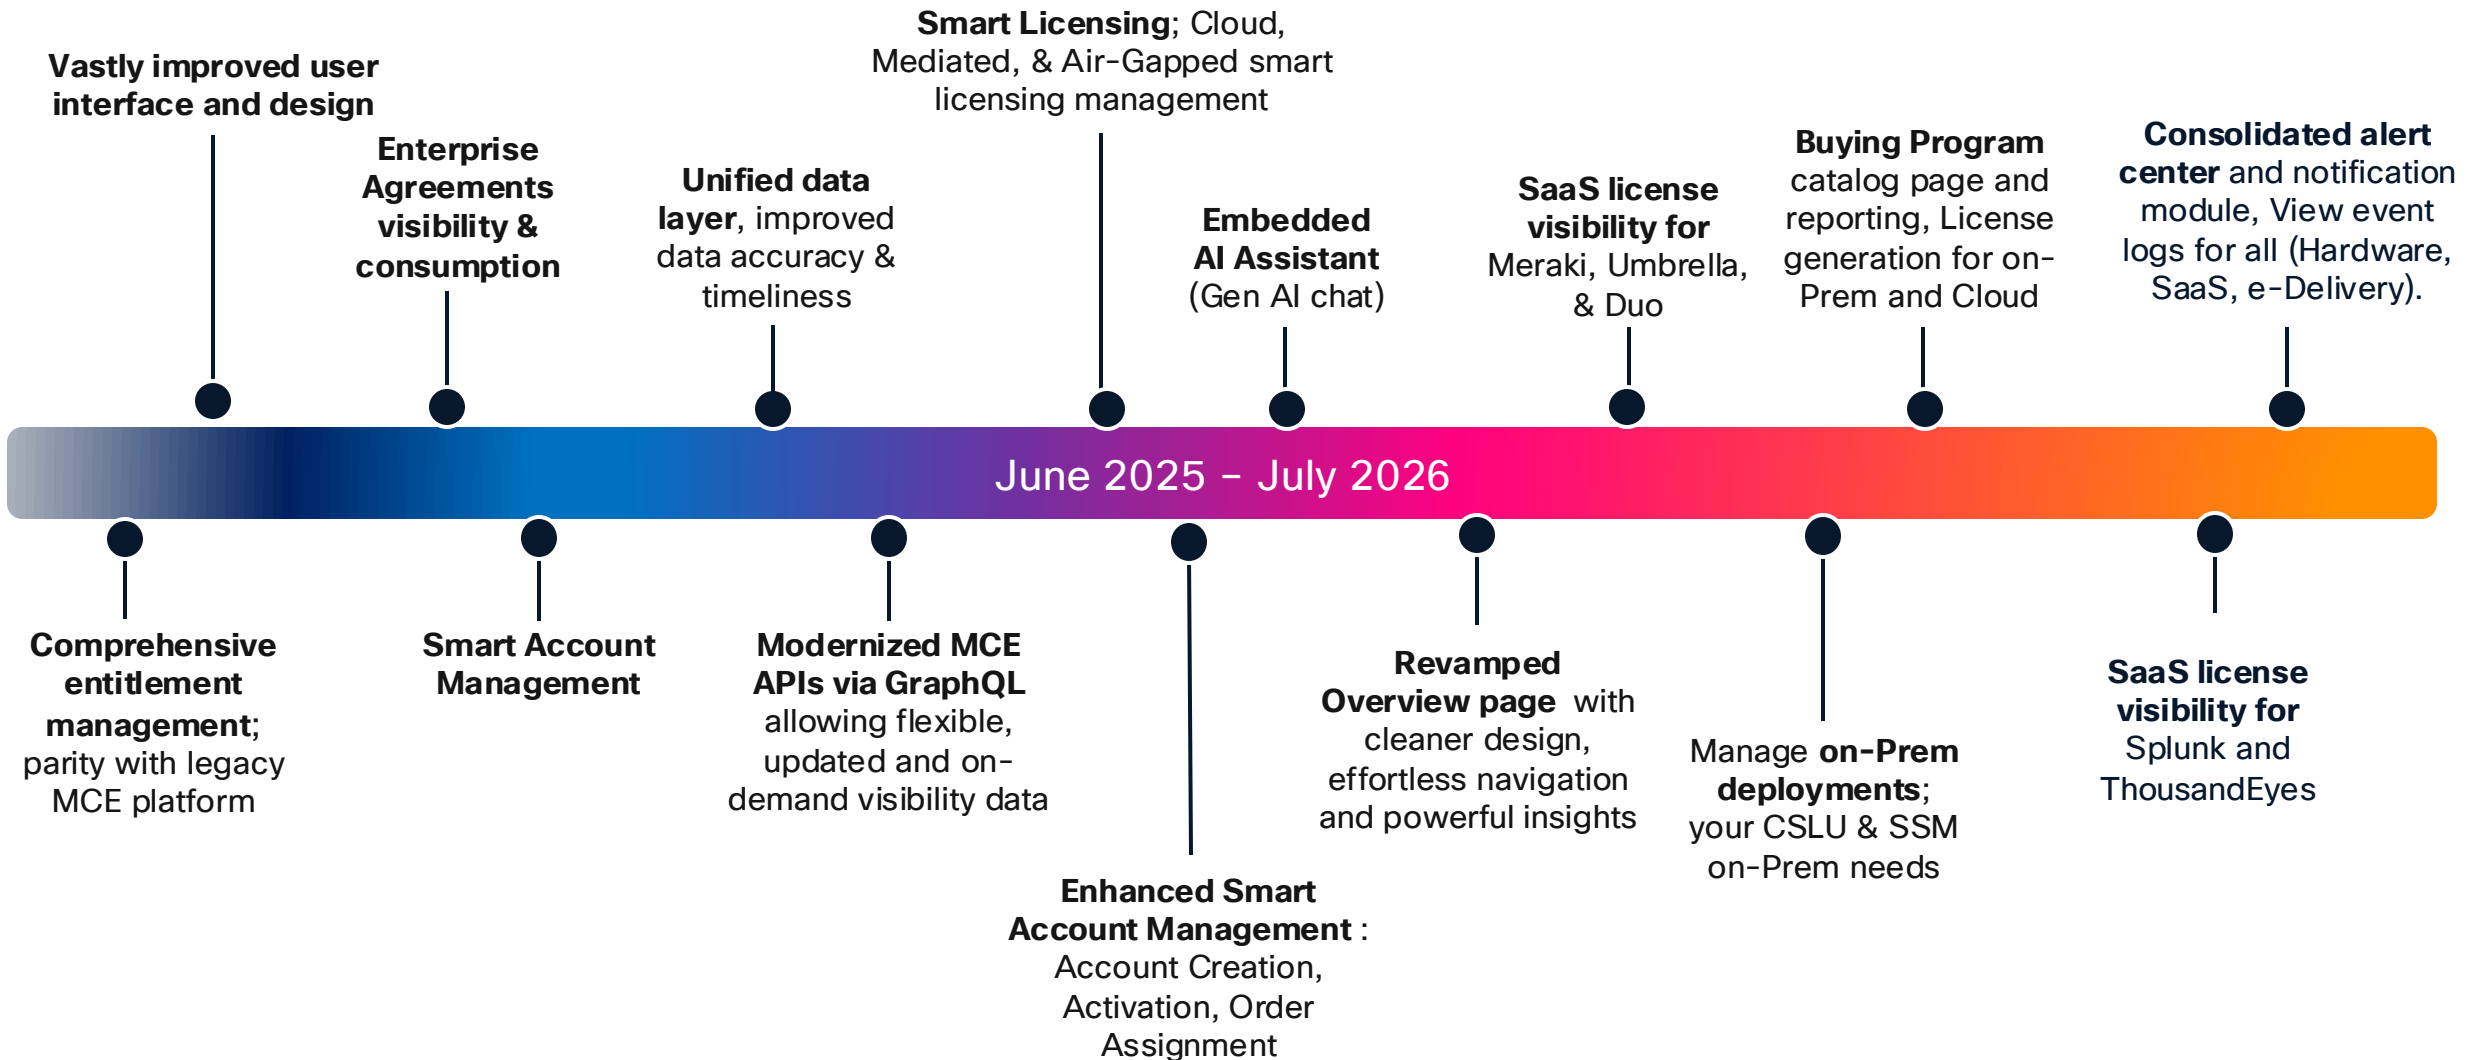 Vastly improved user
interface and design
Enterprise
Agreements
visibility &
consumption
Unified data
layer, improved
data accuracy &
timeliness
Smart Licensing; Cloud,
Mediated, & Air-Gapped smart
licensing management
Embedded
AI Assistant
(Gen AI chat)
SaaS license
visibility for
Meraki, Umbrella,
& Duo
Buying Program
catalog page and
reporting, License
generation for on-
Prem and Cloud
Consolidated alert
center and notification
module, View event
logs for all (Hardware,
SaaS, e-Delivery).
June 2025 – July 2026
Comprehensive
entitlement
management;
parity with legacy
MCE platform
Smart Account
Management
Modernized MCE
APIs via GraphQL
allowing flexible,
updated and on-
demand visibility data
Enhanced Smart
Account Management :
Account Creation,
Activation, Order
Assignment
Revamped
Overview page with
cleaner design,
effortless navigation
and powerful insights
Manage on-Prem
deployments;
your CSLU & SSM
on-Prem needs
SaaS license
visibility for
Splunk and
ThousandEyes